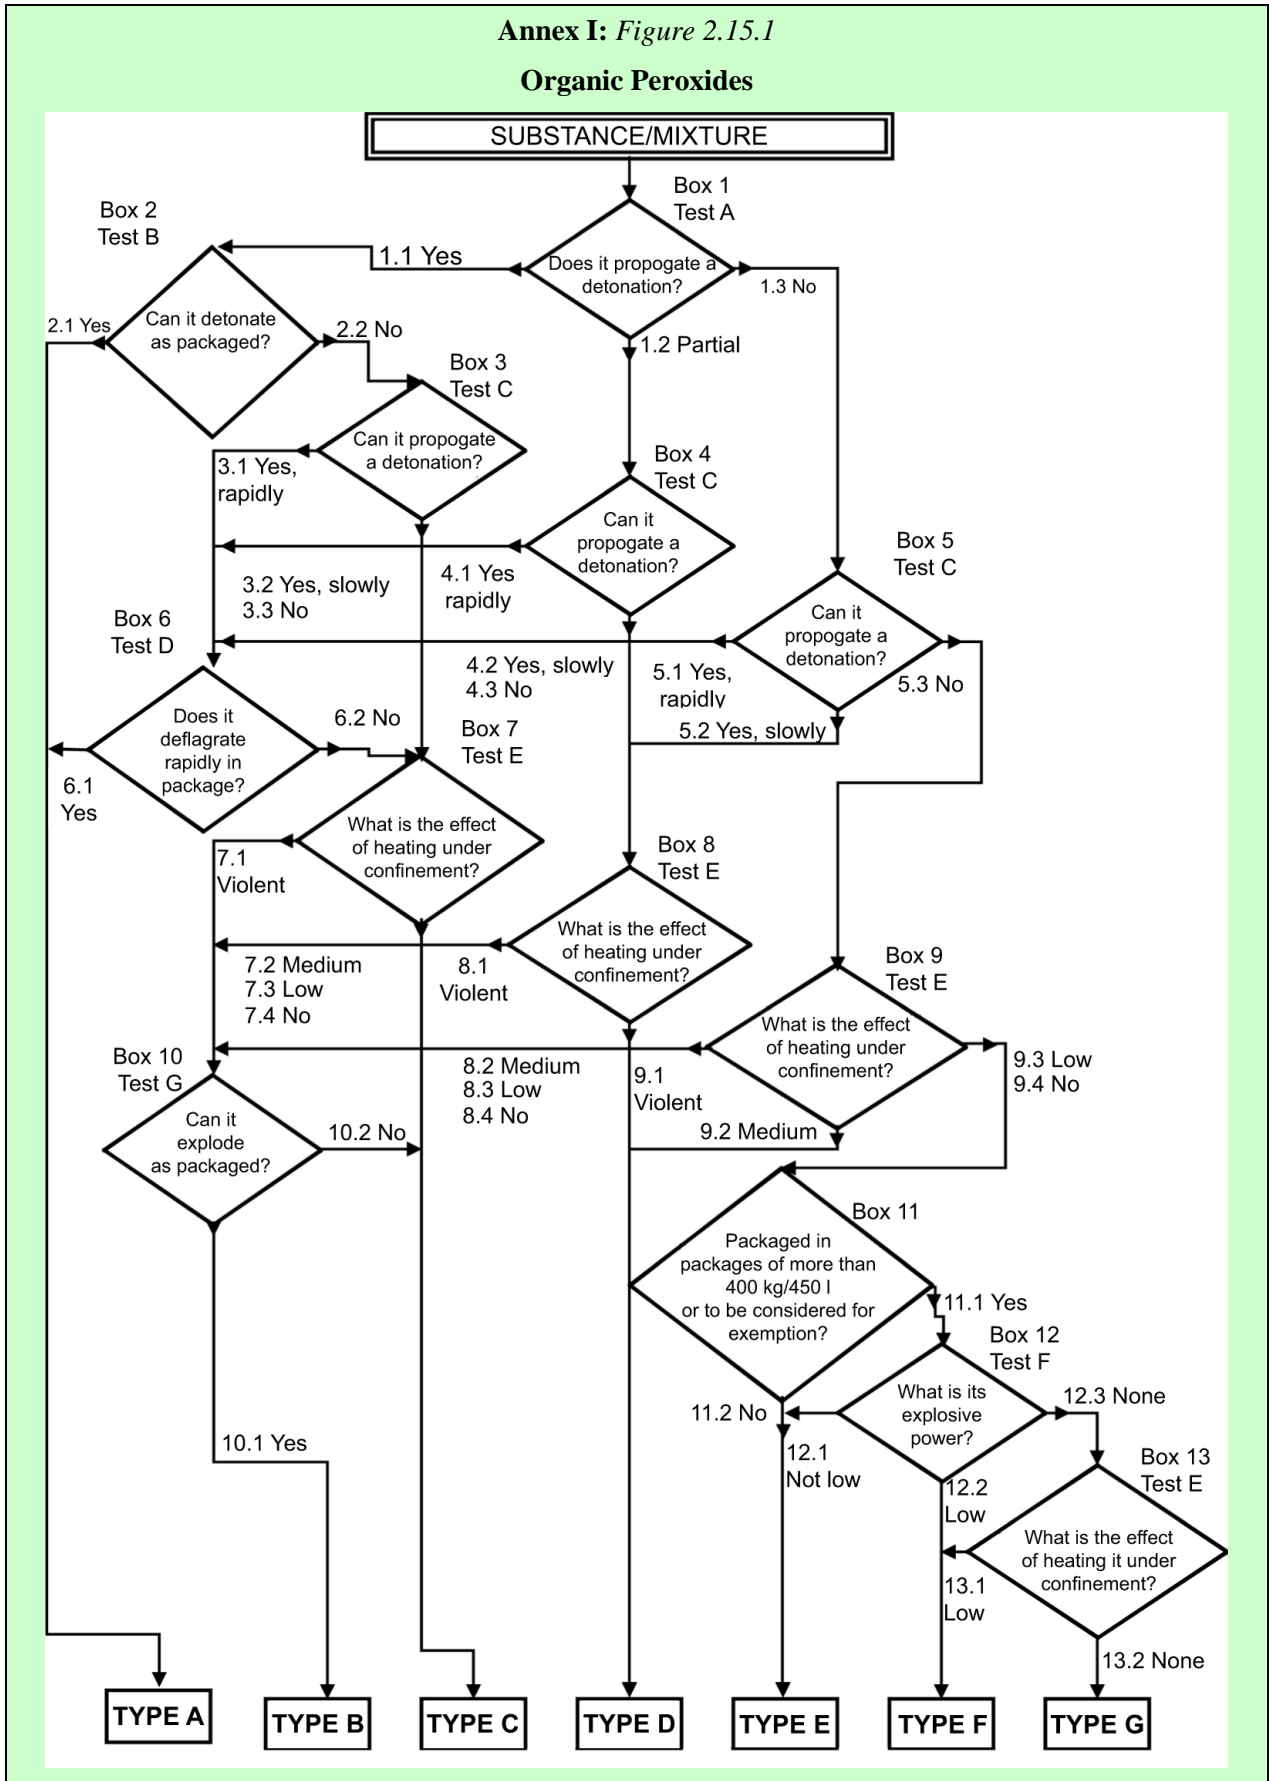 Annex I: Figure 2.15.1
Organic Peroxides
SUBSTANCE/MIXTURE
Box 1
Test A
Does it propogate a
detonation?
1.1 Yes
1.3 No
1.2 Partial
Box 2
Test B
Can it detonate
as packaged?
2.1 Yes
2.2 No
Box 3
Test C
Can it propogate
a detonation?
3.1 Yes,
rapidly
3.2 Yes, slowly
3.3 No
Box 4
Test C
Can it
propogate a
detonation?
4.1 Yes
rapidly
4.2 Yes, slowly
4.3 No
Box 5
Test C
Can it
propogate a
detonation?
5.1 Yes,
rapidly
5.2 Yes, slowly
5.3 No
Box 6
Test D
Does it
deflagrate
rapidly in
package?
6.1
Yes
6.2 No
Box 7
Test E
What is the effect
of heating under
confinement?
7.1
Violent
7.2 Medium
7.3 Low
7.4 No
Box 8
Test E
What is the effect
of heating under
confinement?
8.1
Violent
8.2 Medium
8.3 Low
8.4 No
Box 9
Test E
What is the effect
of heating under
confinement?
9.1
Violent
9.2 Medium
9.3 Low
9.4 No
Box 10
Test G
Can it
explode
as packaged?
10.2 No
10.1 Yes
Box 11
Packaged in
packages of more than
400 kg/450 l
or to be considered for
exemption?
11.1 Yes
11.2 No
Box 12
Test F
What is its
explosive
power?
12.3 None
12.1
Not low
12.2
Low
Box 13
Test E
What is the effect
of heating it under
confinement?
13.1
Low
13.2 None
TYPE A
TYPE B
TYPE C
TYPE D
TYPE E
TYPE F
TYPE G